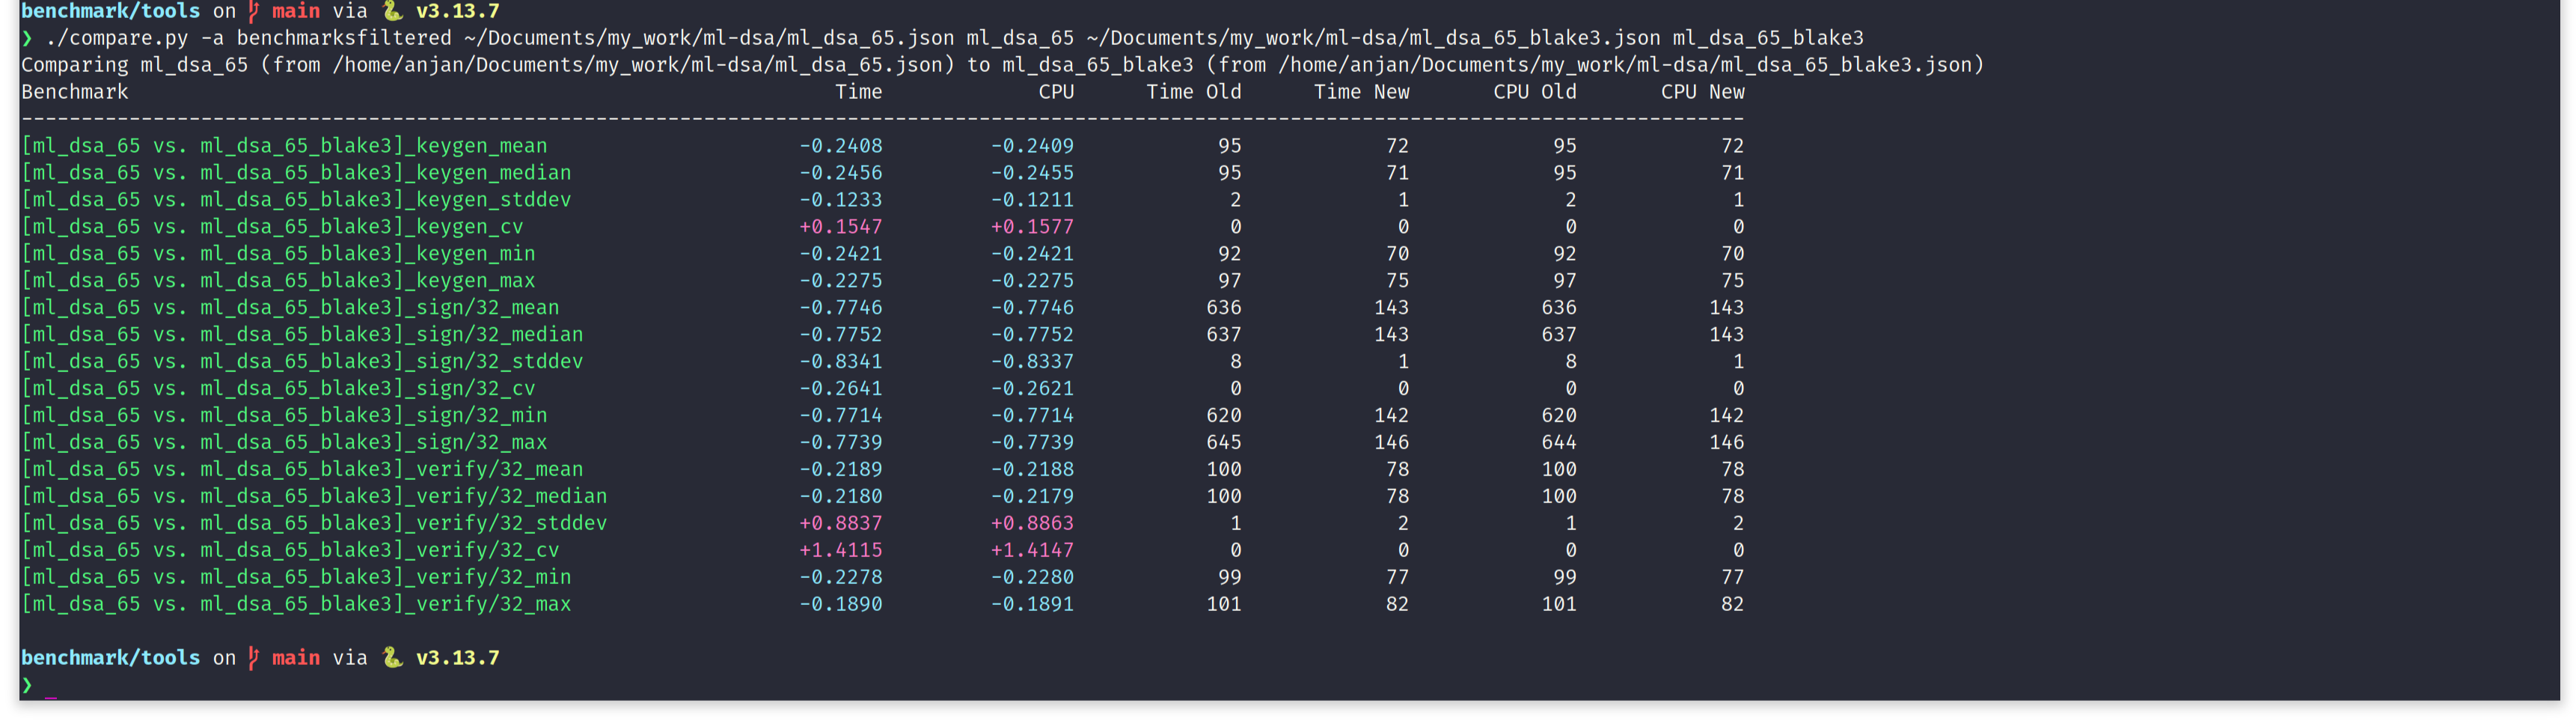 benchmark/tools on main via 🐍 v3.13.7
❯ ./compare.py -a benchmarksfiltered ~/Documents/my_work/ml-dsa/ml_dsa_65.json ml_dsa_65 ~/Documents/my_work/ml-dsa/ml_dsa_65_blake3.json ml_dsa_65_blake3
Comparing ml_dsa_65 (from /home/anjan/Documents/my_work/ml-dsa/ml_dsa_65.json) to ml_dsa_65_blake3 (from /home/anjan/Documents/my_work/ml-dsa/ml_dsa_65_blake3.json)
Benchmark Time CPU Time Old Time New CPU Old CPU New
------------------------------------------------------------------------------------------------------------------------------------------------
[ml_dsa_65 vs. ml_dsa_65_blake3]_keygen_mean -0.2408 -0.2409 95 72 95 72
[ml_dsa_65 vs. ml_dsa_65_blake3]_keygen_median -0.2456 -0.2455 95 71 95 71
[ml_dsa_65 vs. ml_dsa_65_blake3]_keygen_stddev -0.1233 -0.1211 2 1 2 1
[ml_dsa_65 vs. ml_dsa_65_blake3]_keygen_cv +0.1547 +0.1577 0 0 0 0
[ml_dsa_65 vs. ml_dsa_65_blake3]_keygen_min -0.2421 -0.2421 92 70 92 70
[ml_dsa_65 vs. ml_dsa_65_blake3]_keygen_max -0.2275 -0.2275 97 75 97 75
[ml_dsa_65 vs. ml_dsa_65_blake3]_sign/32_mean -0.7746 -0.7746 636 143 636 143
[ml_dsa_65 vs. ml_dsa_65_blake3]_sign/32_median -0.7752 -0.7752 637 143 637 143
[ml_dsa_65 vs. ml_dsa_65_blake3]_sign/32_stddev -0.8341 -0.8337 8 1 8 1
[ml_dsa_65 vs. ml_dsa_65_blake3]_sign/32_cv -0.2641 -0.2621 0 0 0 0
[ml_dsa_65 vs. ml_dsa_65_blake3]_sign/32_min -0.7714 -0.7714 620 142 620 142
[ml_dsa_65 vs. ml_dsa_65_blake3]_sign/32_max -0.7739 -0.7739 645 146 644 146
[ml_dsa_65 vs. ml_dsa_65_blake3]_verify/32_mean -0.2189 -0.2188 100 78 100 78
[ml_dsa_65 vs. ml_dsa_65_blake3]_verify/32_median -0.2180 -0.2179 100 78 100 78
[ml_dsa_65 vs. ml_dsa_65_blake3]_verify/32_stddev +0.8837 +0.8863 1 2 1 2
[ml_dsa_65 vs. ml_dsa_65_blake3]_verify/32_cv +1.4115 +1.4147 0 0 0 0
[ml_dsa_65 vs. ml_dsa_65_blake3]_verify/32_min -0.2278 -0.2280 99 77 99 77
[ml_dsa_65 vs. ml_dsa_65_blake3]_verify/32_max -0.1890 -0.1891 101 82 101 82
benchmark/tools on main via 🐍 v3.13.7
❯ _